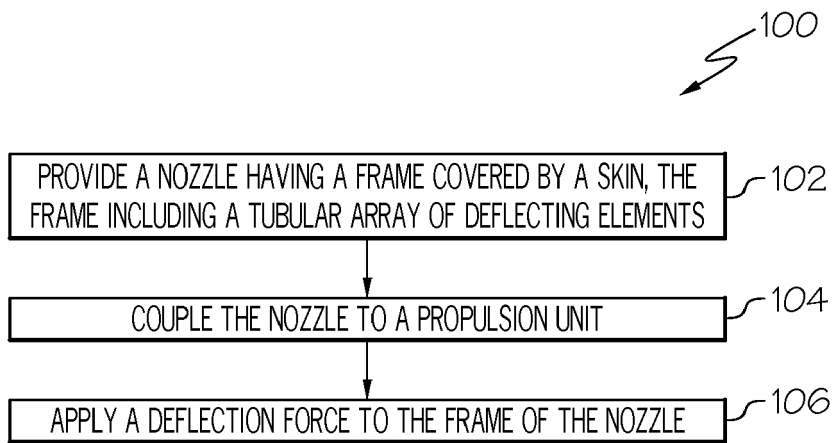 100
PROVIDE A NOZZLE HAVING A FRAME COVERED BY A SKIN, THE
FRAME INCLUDING A TUBULAR ARRAY OF DEFLECTING ELEMENTS
102
COUPLE THE NOZZLE TO A PROPULSION UNIT
104
APPLY A DEFLECTION FORCE TO THE FRAME OF THE NOZZLE
106